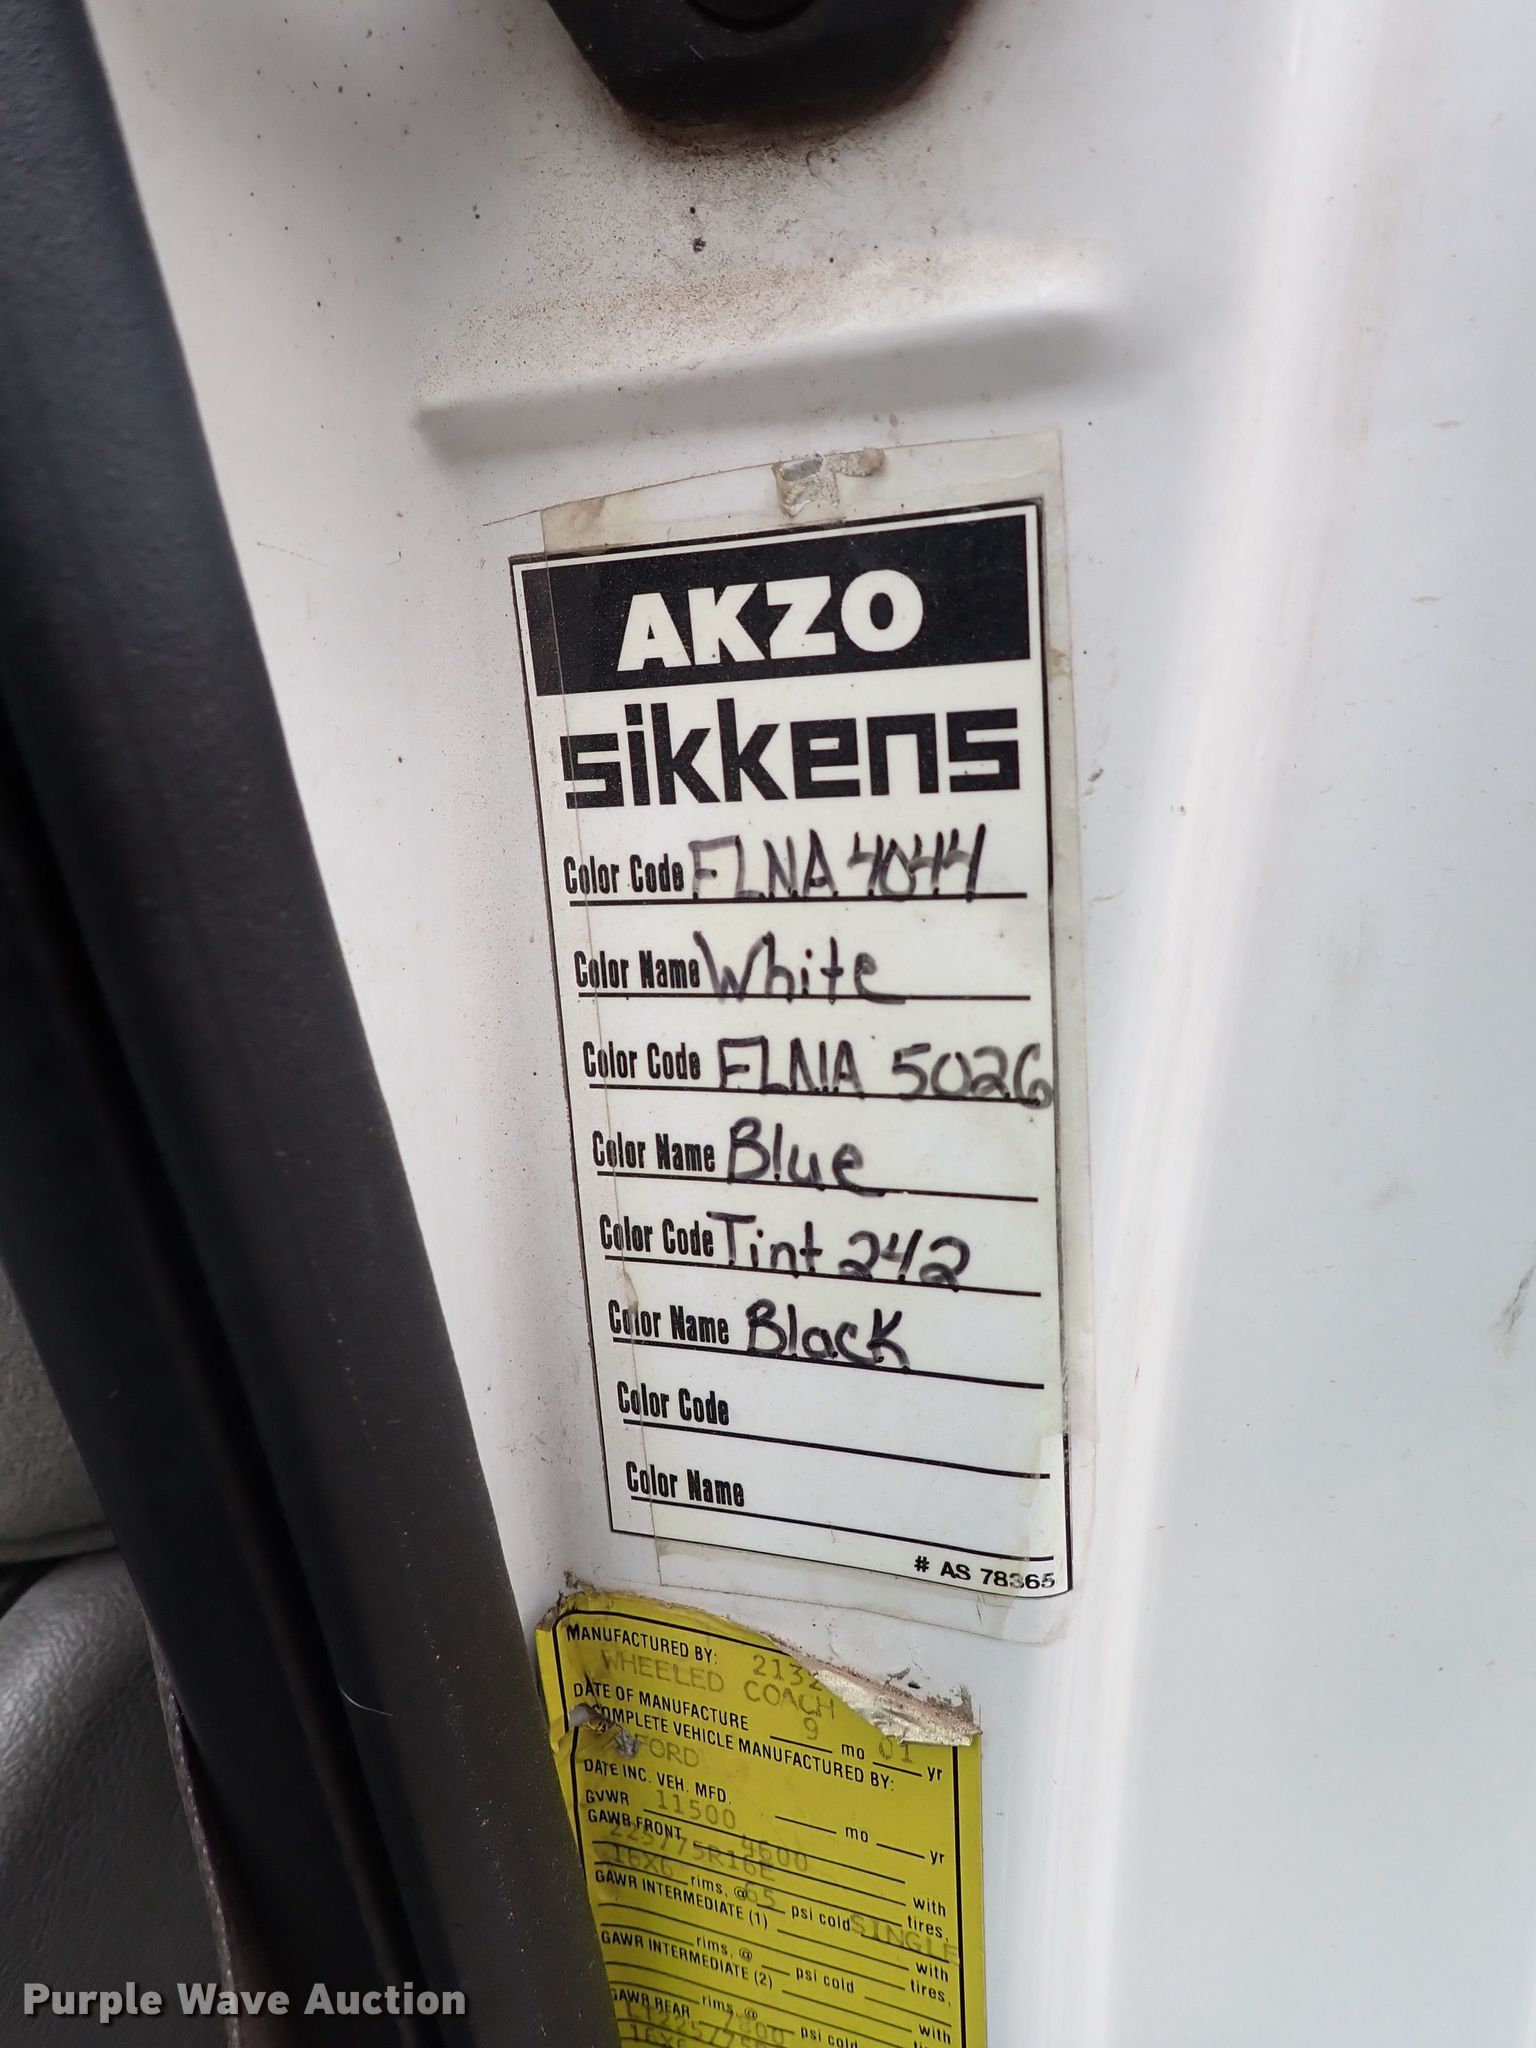 AKZO
sikkens
Color Code FLNA 4044
Color Name White
Color Code FLNA 5026
Color Name Blue
Color Code Tint 242
Color Name Black
Color Code
Color Name
# AS 78365
MANUFACTURED BY: 2132
WHEELED COACH
DATE OF MANUFACTURE 9 mo 01 yr
COMPLETE VEHICLE MANUFACTURED BY:
FORD
DATE INC. VEH. MFD. mo yr
GVWR 11500
GAWR FRONT 4600 with
225/75R16E tires,
16X6 rims, @ 65 psi cold SINGLE
GAWR INTERMEDIATE (1) with
tires,
rims, @ psi cold
GAWR INTERMEDIATE (2) with
tires,
rims, @ psi cold
GAWR REAR 7800 with
Purple Wave Auction